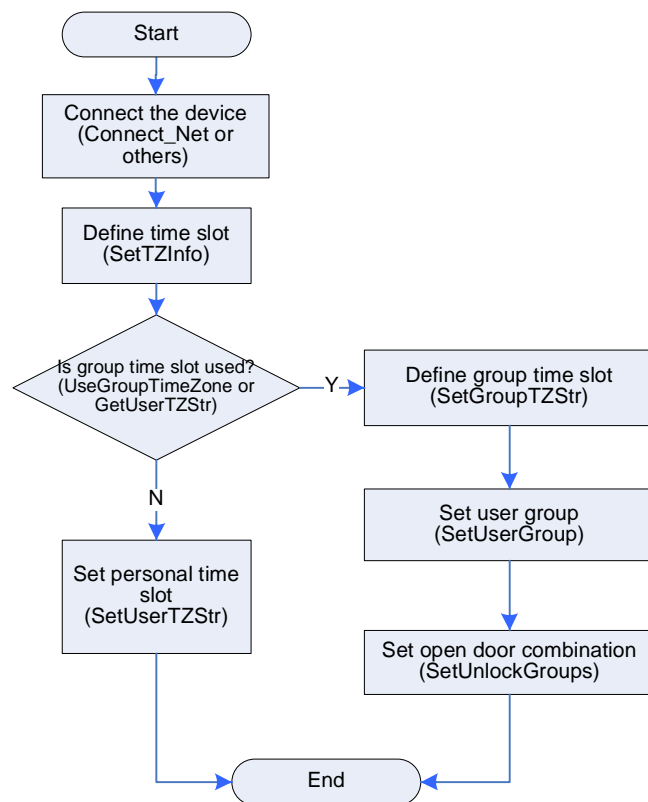 Start
Connect the device
(Connect_Net or
others)
Define time slot
(SetTZInfo)
Is group time slot used?
(UseGroupTimeZone or
GetUserTZStr)
Y
Define group time slot
(SetGroupTZStr)
N
Set user group
(SetUserGroup)
Set personal time
slot
(SetUserTZStr)
Set open door combination
(SetUnlockGroups)
End